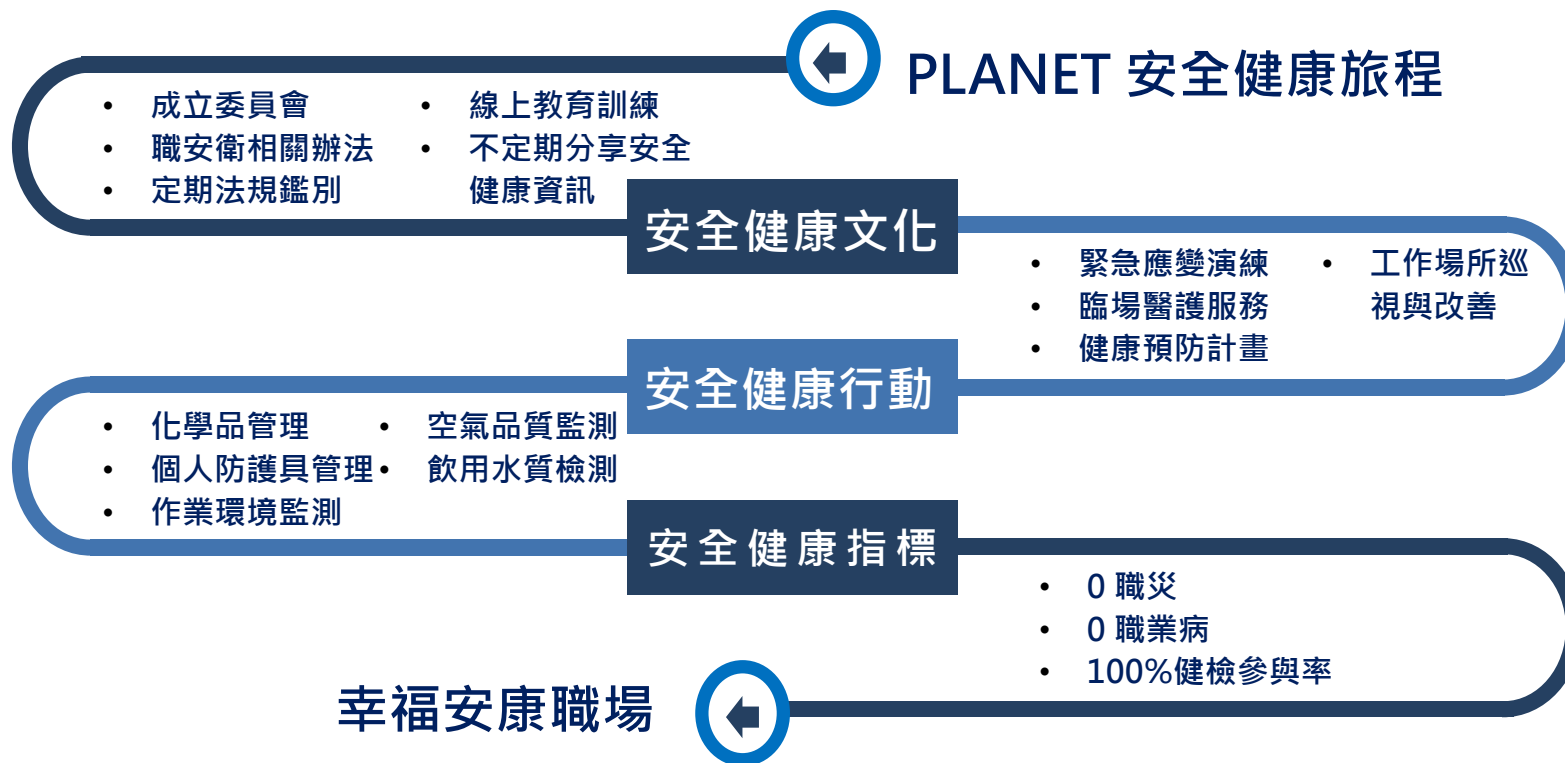 PLANET 安全健康旅程
• 成立委員會
• 職安衛相關辦法
• 定期法規鑑別
• 線上教育訓練
• 不定期分享安全
健康資訊
安全健康文化
• 緊急應變演練
• 臨場醫護服務
• 健康預防計畫
• 工作場所巡
視與改善
安全健康行動
• 化學品管理
• 個人防護具管理
• 作業環境監測
• 空氣品質監測
• 飲用水質檢測
安全健康指標
• 0 職災
• 0 職業病
• 100%健檢參與率
幸福安康職場